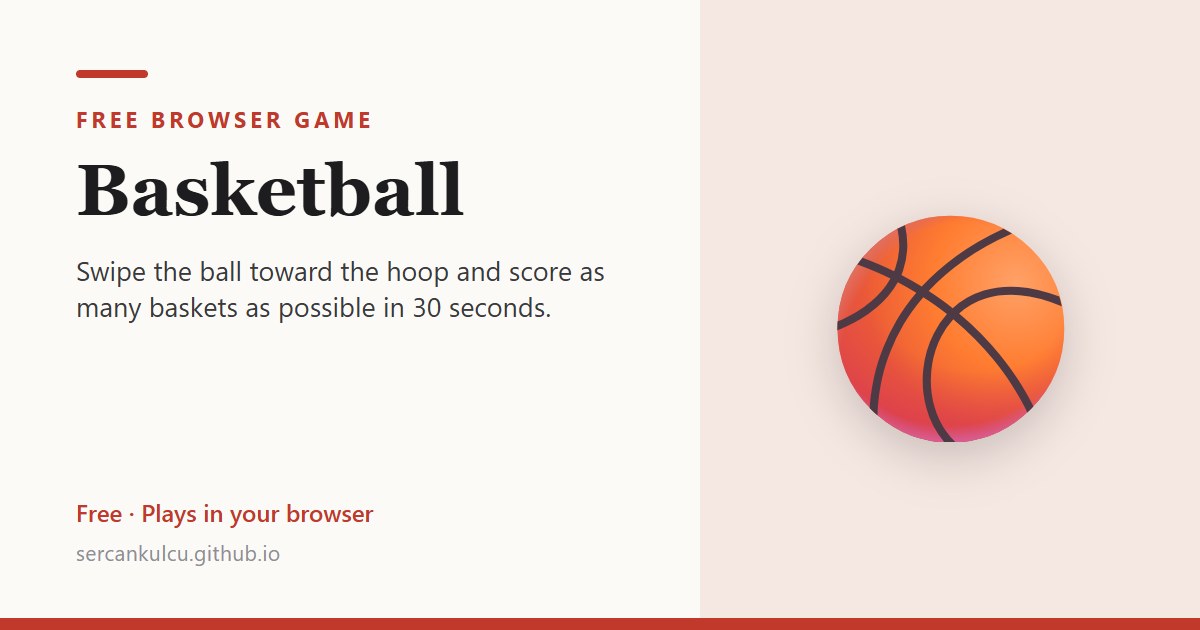 FREE BROWSER GAME
Basketball
Swipe the ball toward the hoop and score as
many baskets as possible in 30 seconds.
Free · Plays in your browser
sercankulcu.github.io